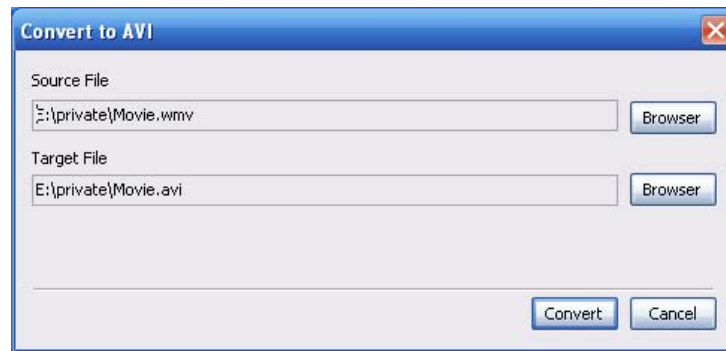 Convert to AVI
Source File
E:\private\Movie.wmv
Browser
Target File
E:\private\Movie.avi
Browser
Convert
Cancel